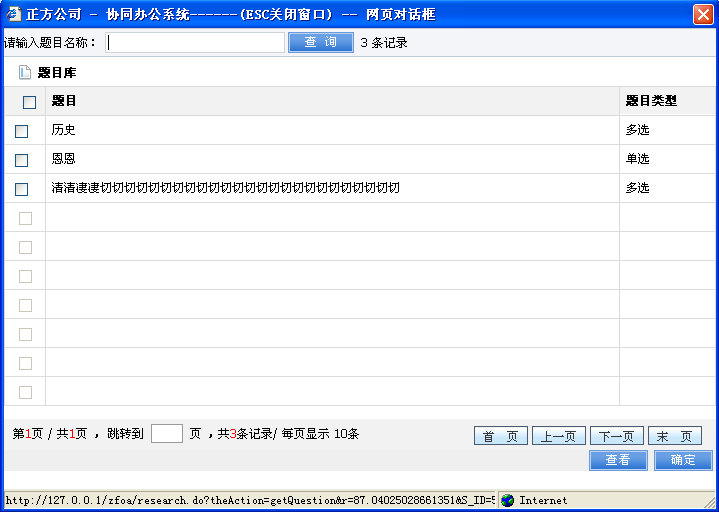 正方公司 - 协同办公系统------(ESC关闭窗口) -- 网页对话框
请输入题目名称： 查 询 3 条记录
题目库
题目 题目类型
历史 多选
恩恩 单选
凄凄切切切切切切切切切切切切切切切切切切切切切切切切切 多选
第1页 / 共1页 ，跳转到 页 ，共3条记录/ 每页显示 10条
首 页 上一页 下一页 末 页
查看 确定
http://127.0.0.1/zfoa/research.do?theAction=getQuestion&r=87.04025028661351&S_ID=5 Internet